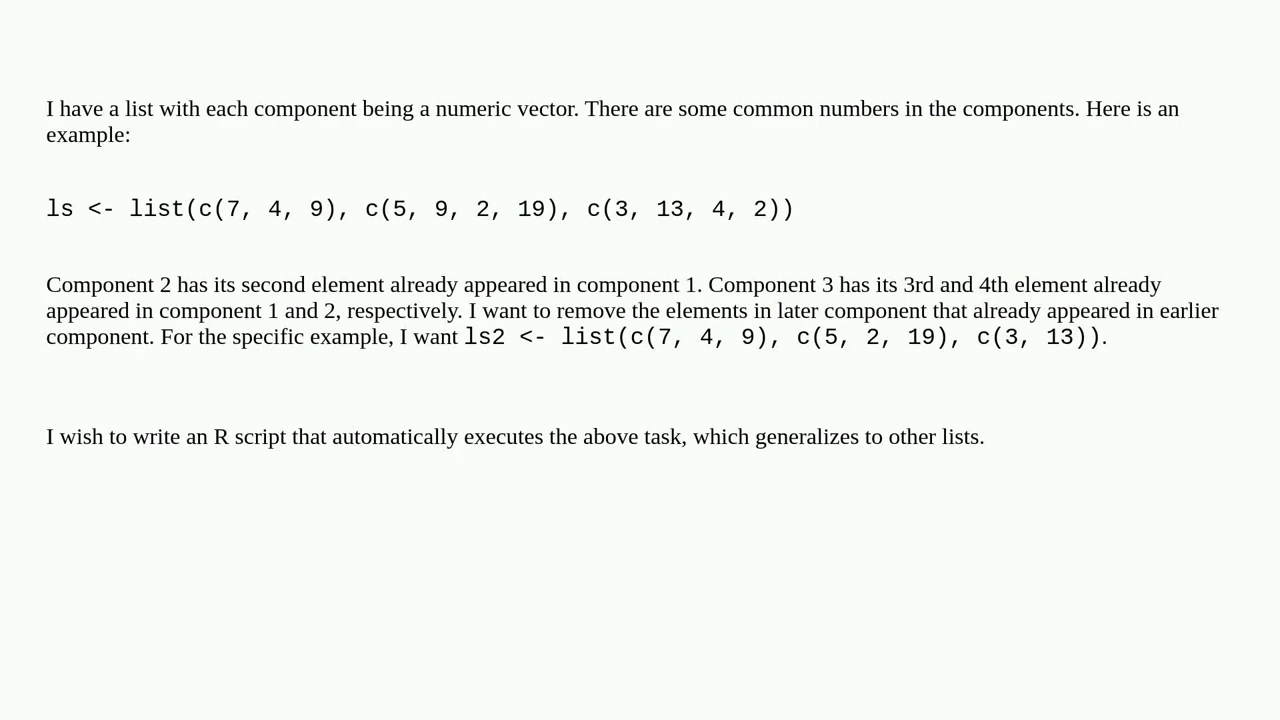 I have a list with each component being a numeric vector. There are some common numbers in the components. Here is an
example:
ls <- list(c(7, 4, 9), c(5, 9, 2, 19), c(3, 13, 4, 2))
Component 2 has its second element already appeared in component 1. Component 3 has its 3rd and 4th element already
appeared in component 1 and 2, respectively. I want to remove the elements in later component that already appeared in earlier
component. For the specific example, I want ls2 <- list(c(7, 4, 9), c(5, 2, 19), c(3, 13)).
I wish to write an R script that automatically executes the above task, which generalizes to other lists.